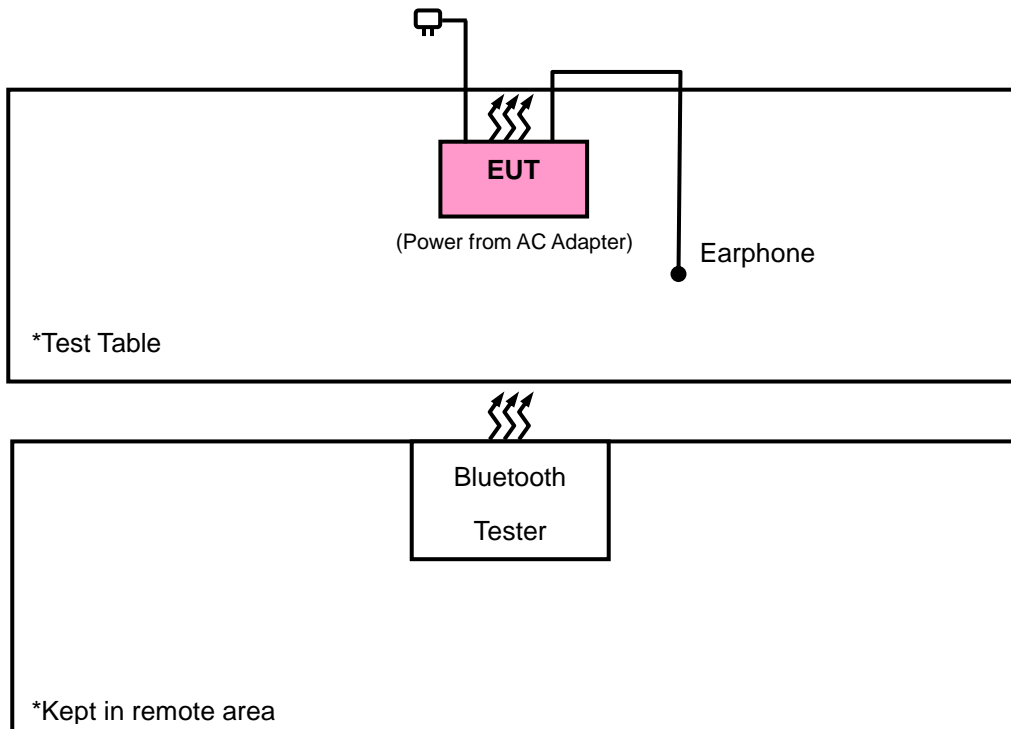 EUT
(Power from AC Adapter)
Earphone
*Test Table
Bluetooth
Tester
*Kept in remote area